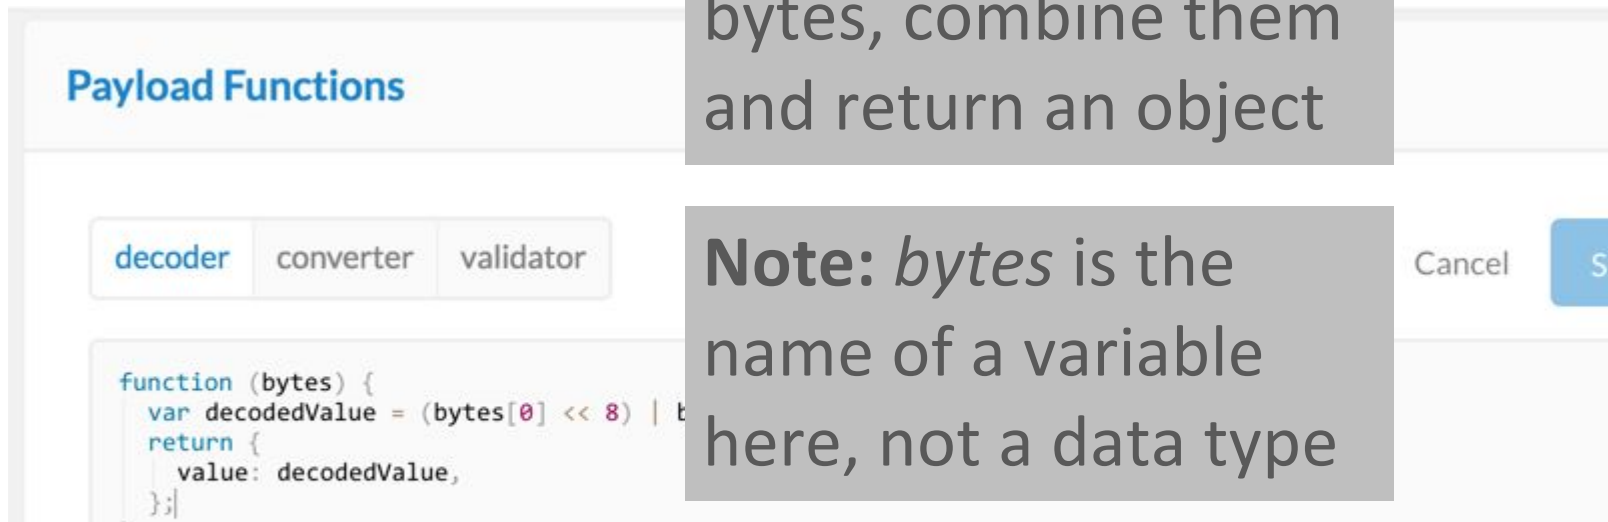 bytes, combine them
and return an object
Payload Functions
decoder converter validator
Note: bytes is the
name of a variable
here, not a data type
Cancel S
function (bytes) {
var decodedValue = (bytes[0] << 8) | b
return {
value: decodedValue,
};